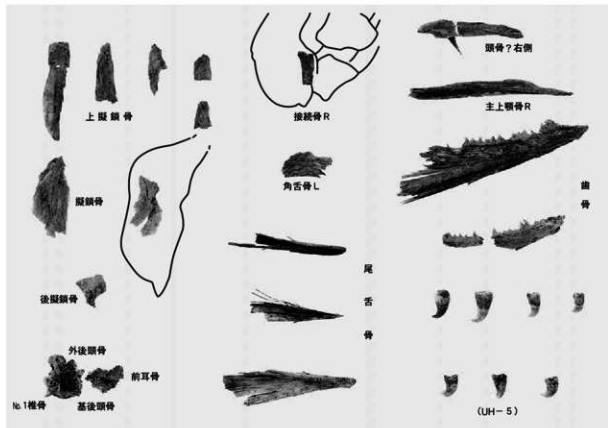 上擬鎖骨
擬鎖骨
後擬鎖骨
外後頭骨
前耳骨
No.1椎骨
基後頭骨
接続骨R
角舌骨L
尾舌骨
頭骨?右側
主上顎骨R
歯骨
(UH-5)